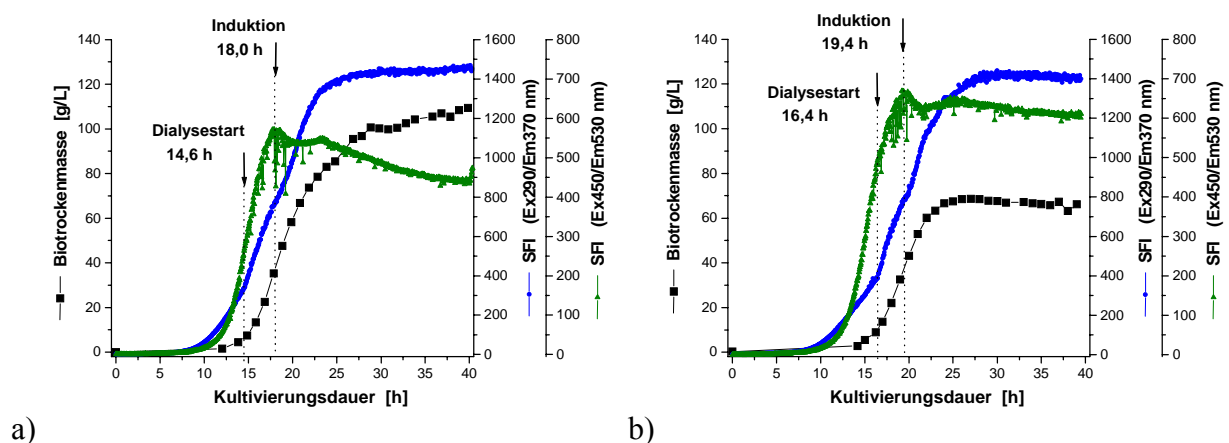 Induktion
18,0 h
Dialysestart
14,6 h
140
120
100
80
60
40
20
0
Biotrockenmasse [g/L]
0 5 10 15 20 25 30 35 40
Kultivierungsdauer [h]
1600
1400
1200
1000
800
600
400
200
0
SFI (Ex290/Em370 nm)
800
700
600
500
400
300
200
100
0
SFI (Ex450/Em530 nm)
a)
Induktion
19,4 h
Dialysestart
16,4 h
140
120
100
80
60
40
20
0
Biotrockenmasse [g/L]
0 5 10 15 20 25 30 35 40
Kultivierungsdauer [h]
1600
1400
1200
1000
800
600
400
200
0
SFI (Ex290/Em370 nm)
800
700
600
500
400
300
200
100
0
SFI (Ex450/Em530 nm)
b)